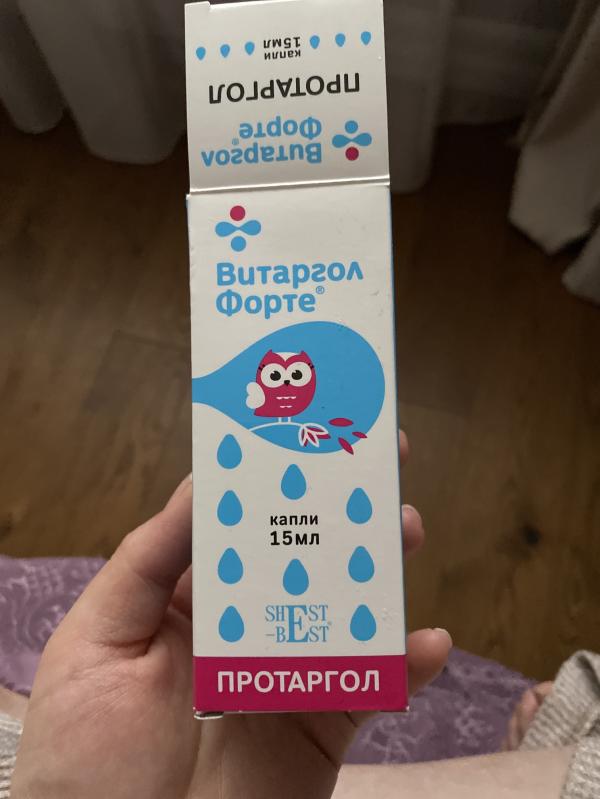 капли
15мл
ПРОТАРГОЛ
Витаргол
Форте®
Витаргол
Форте®
капли
15мл
SHEST
-BEST®
ПРОТАРГОЛ